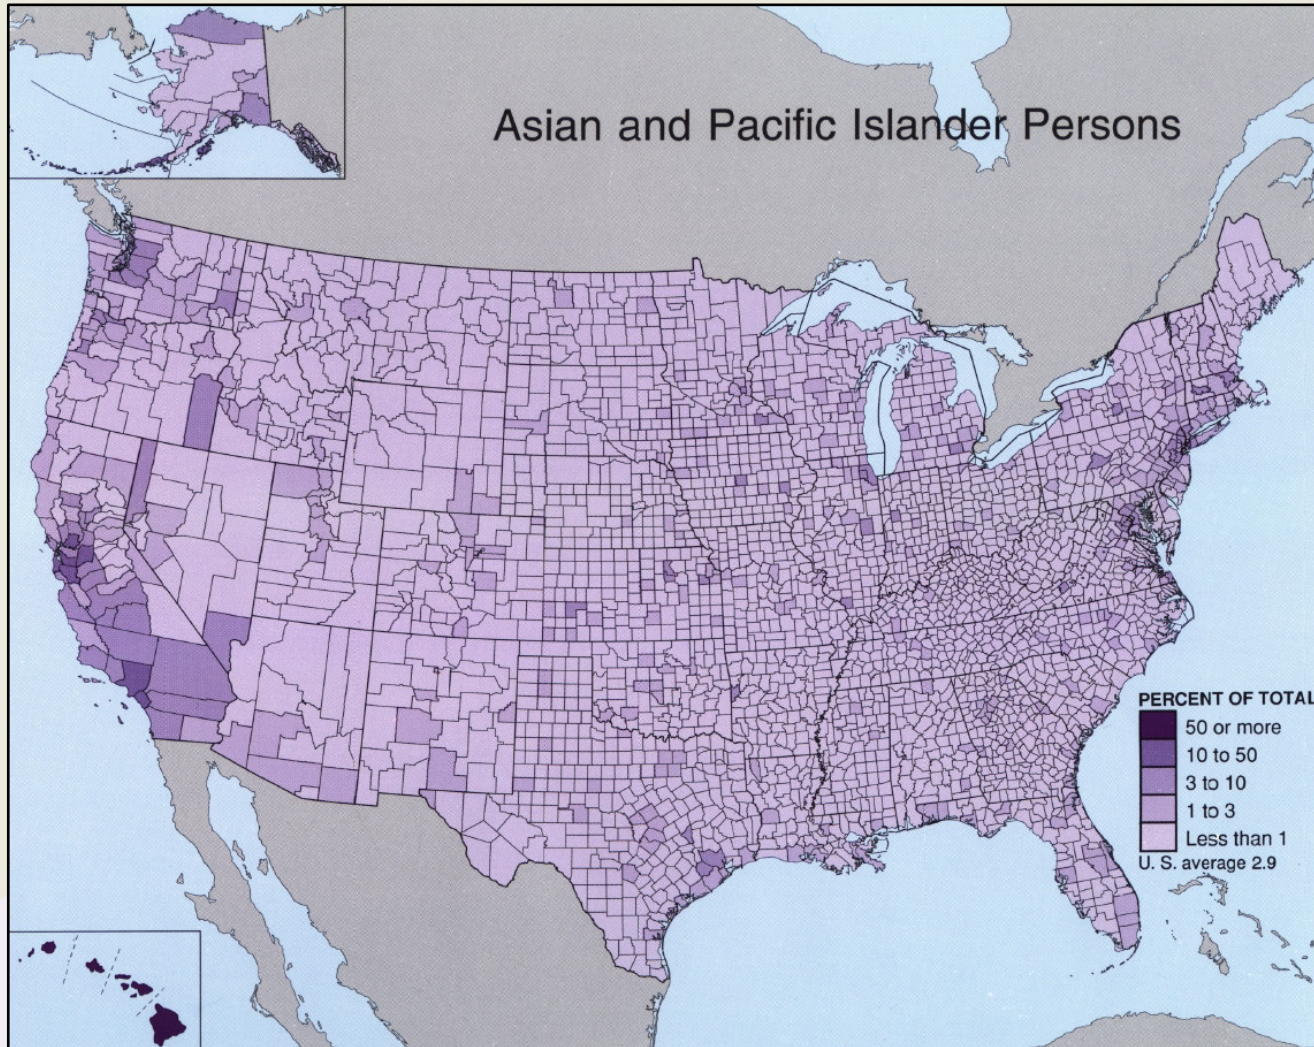 Asian and Pacific Islander Persons
PERCENT OF TOTAL
50 or more
10 to 50
3 to 10
1 to 3
Less than 1
U. S. average 2.9